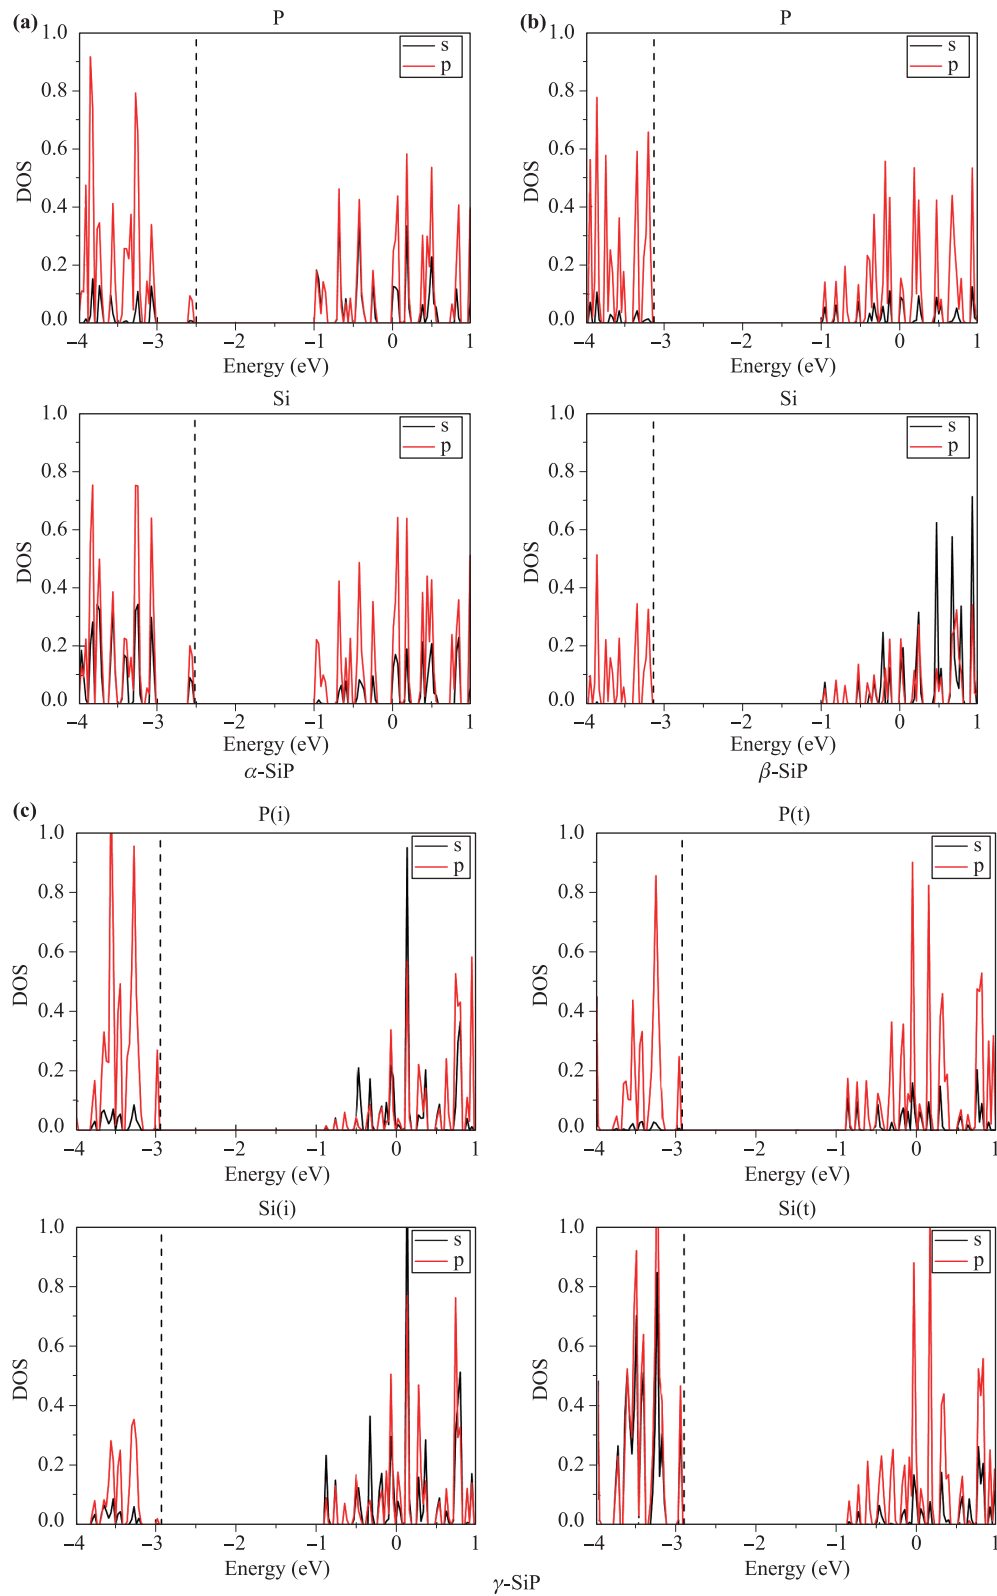 (a)
P
s
p
DOS
1.0
0.8
0.6
0.4
0.2
0.0
−4 −3 −2 −1 0 1
Energy (eV)
Si
s
p
DOS
1.0
0.8
0.6
0.4
0.2
0.0
−4 −3 −2 −1 0 1
Energy (eV)
α-SiP
(b)
P
s
p
DOS
1.0
0.8
0.6
0.4
0.2
0.0
−4 −3 −2 −1 0 1
Energy (eV)
Si
s
p
DOS
1.0
0.8
0.6
0.4
0.2
0.0
−4 −3 −2 −1 0 1
Energy (eV)
β-SiP
(c)
P(i)
s
p
DOS
1.0
0.8
0.6
0.4
0.2
0.0
−4 −3 −2 −1 0 1
Energy (eV)
P(t)
s
p
DOS
1.0
0.8
0.6
0.4
0.2
0.0
−4 −3 −2 −1 0 1
Energy (eV)
Si(i)
s
p
DOS
1.0
0.8
0.6
0.4
0.2
0.0
−4 −3 −2 −1 0 1
Energy (eV)
Si(t)
s
p
DOS
1.0
0.8
0.6
0.4
0.2
0.0
−4 −3 −2 −1 0 1
Energy (eV)
γ-SiP